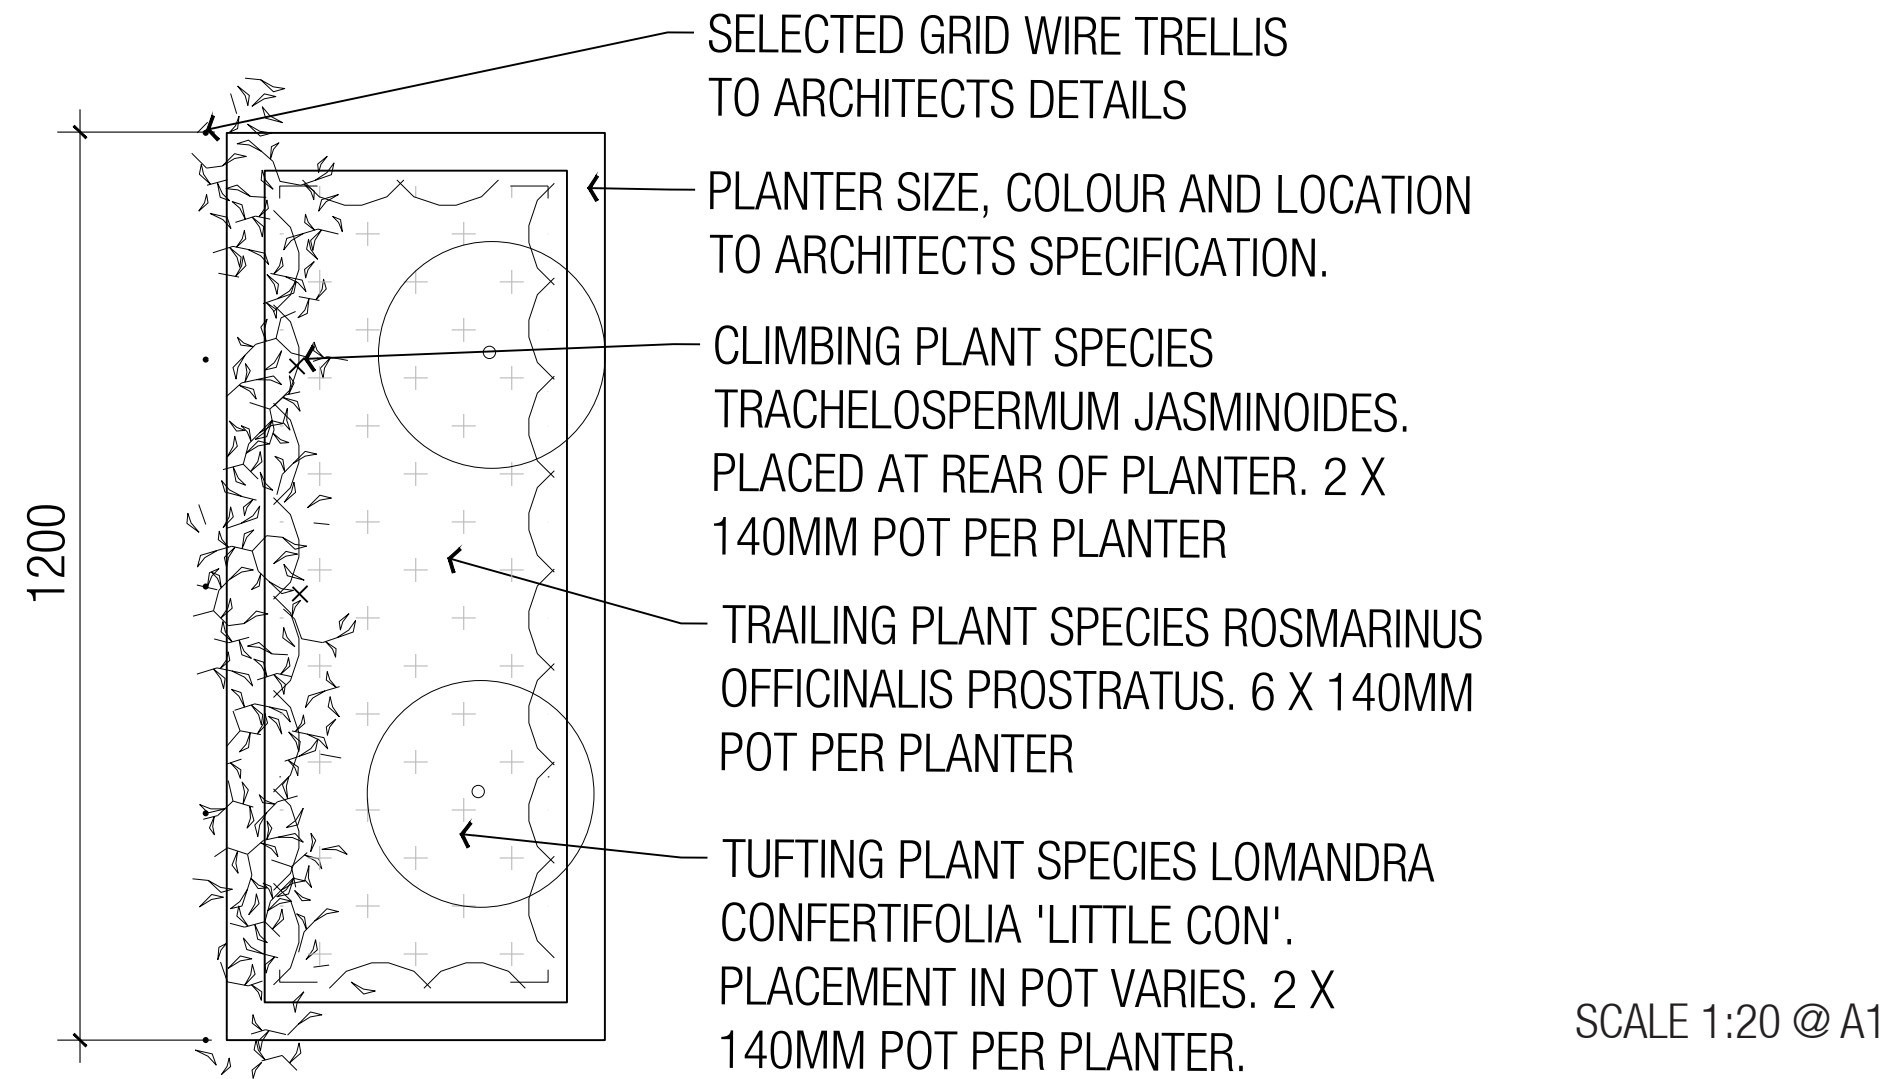 SELECTED GRID WIRE TRELLIS
TO ARCHITECTS DETAILS
PLANTER SIZE, COLOUR AND LOCATION
TO ARCHITECTS SPECIFICATION.
CLIMBING PLANT SPECIES
TRACHELOSPERMUM JASMINOIDES.
PLACED AT REAR OF PLANTER. 2 X
140MM POT PER PLANTER
1200
TRAILING PLANT SPECIES ROSMARINUS
OFFICINALIS PROSTRATUS. 6 X 140MM
POT PER PLANTER
TUFTING PLANT SPECIES LOMANDRA
CONFERTIFOLIA 'LITTLE CON'.
PLACEMENT IN POT VARIES. 2 X
140MM POT PER PLANTER.
SCALE 1:20 @ A1